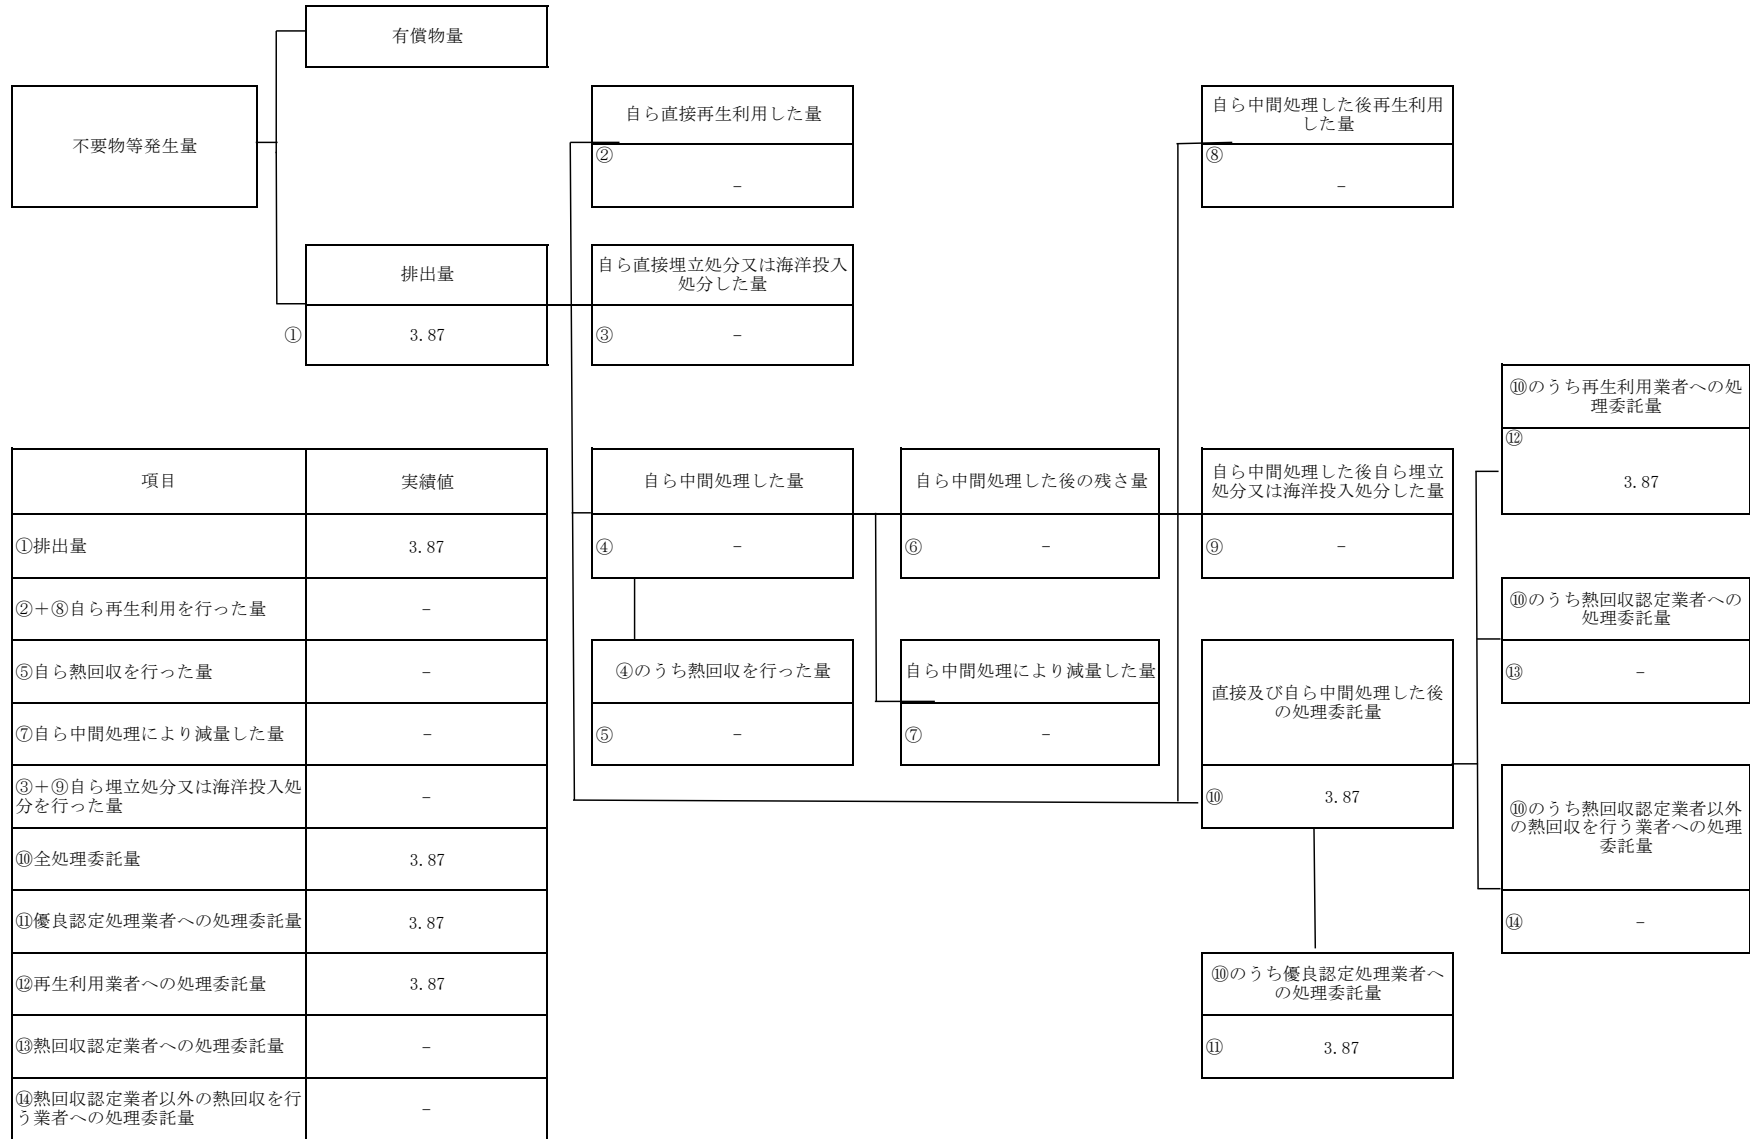 有償物量
不要物等発生量
自ら直接再生利用した量
②
－
自ら中間処理した後再生利用
した量
⑧
－
排出量
①
3.87
自ら直接埋立処分又は海洋投入
処分した量
③
－
項目
実績値
①排出量
3.87
②＋⑧自ら再生利用を行った量
－
⑤自ら熱回収を行った量
－
⑦自ら中間処理により減量した量
－
③＋⑨自ら埋立処分又は海洋投入処
分を行った量
－
⑩全処理委託量
3.87
⑪優良認定処理業者への処理委託量
3.87
⑫再生利用業者への処理委託量
3.87
⑬熱回収認定業者への処理委託量
－
⑭熱回収認定業者以外の熱回収を行
う業者への処理委託量
－
自ら中間処理した量
④
－
④のうち熱回収を行った量
⑤
－
自ら中間処理した後の残さ量
⑥
－
自ら中間処理により減量した量
⑦
－
自ら中間処理した後自ら埋立
処分又は海洋投入処分した量
⑨
－
直接及び自ら中間処理した後
の処理委託量
⑩
3.87
⑩のうち優良認定処理業者へ
の処理委託量
⑪
3.87
⑩のうち再生利用業者への処
理委託量
⑫
3.87
⑩のうち熱回収認定業者への
処理委託量
⑬
－
⑩のうち熱回収認定業者以外
の熱回収を行う業者への処理
委託量
⑭
－